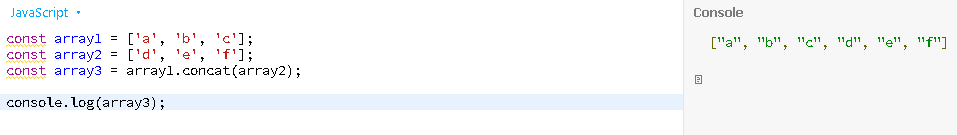 JavaScript
const array1 = ['a', 'b', 'c'];
const array2 = ['d', 'e', 'f'];
const array3 = array1.concat(array2);
console.log(array3);
Console
["a", "b", "c", "d", "e", "f"]